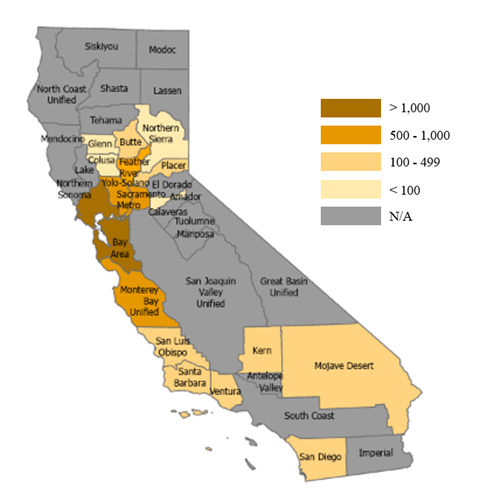 Siskiyou
Modoc
North Coast
Unified
Shasta
Lassen
> 1,000
500 - 1,000
100 - 499
< 100
N/A
Tehama
Mendocino
Glenn
Butte
Northern
Sierra
Colusa
Feather
River
Placer
Lake
Northern
Sonoma
Yolo-Solano
Sacramento
Metro
El Dorado
Amador
Calaveras
Tuolumne
Mariposa
Bay
Area
San Joaquin
Valley
Unified
Great Basin
Unified
Monterey
Bay
Unified
San Luis
Obispo
Kern
Mojave Desert
Santa
Barbara
Antelope
Valley
Ventura
South Coast
San Diego
Imperial